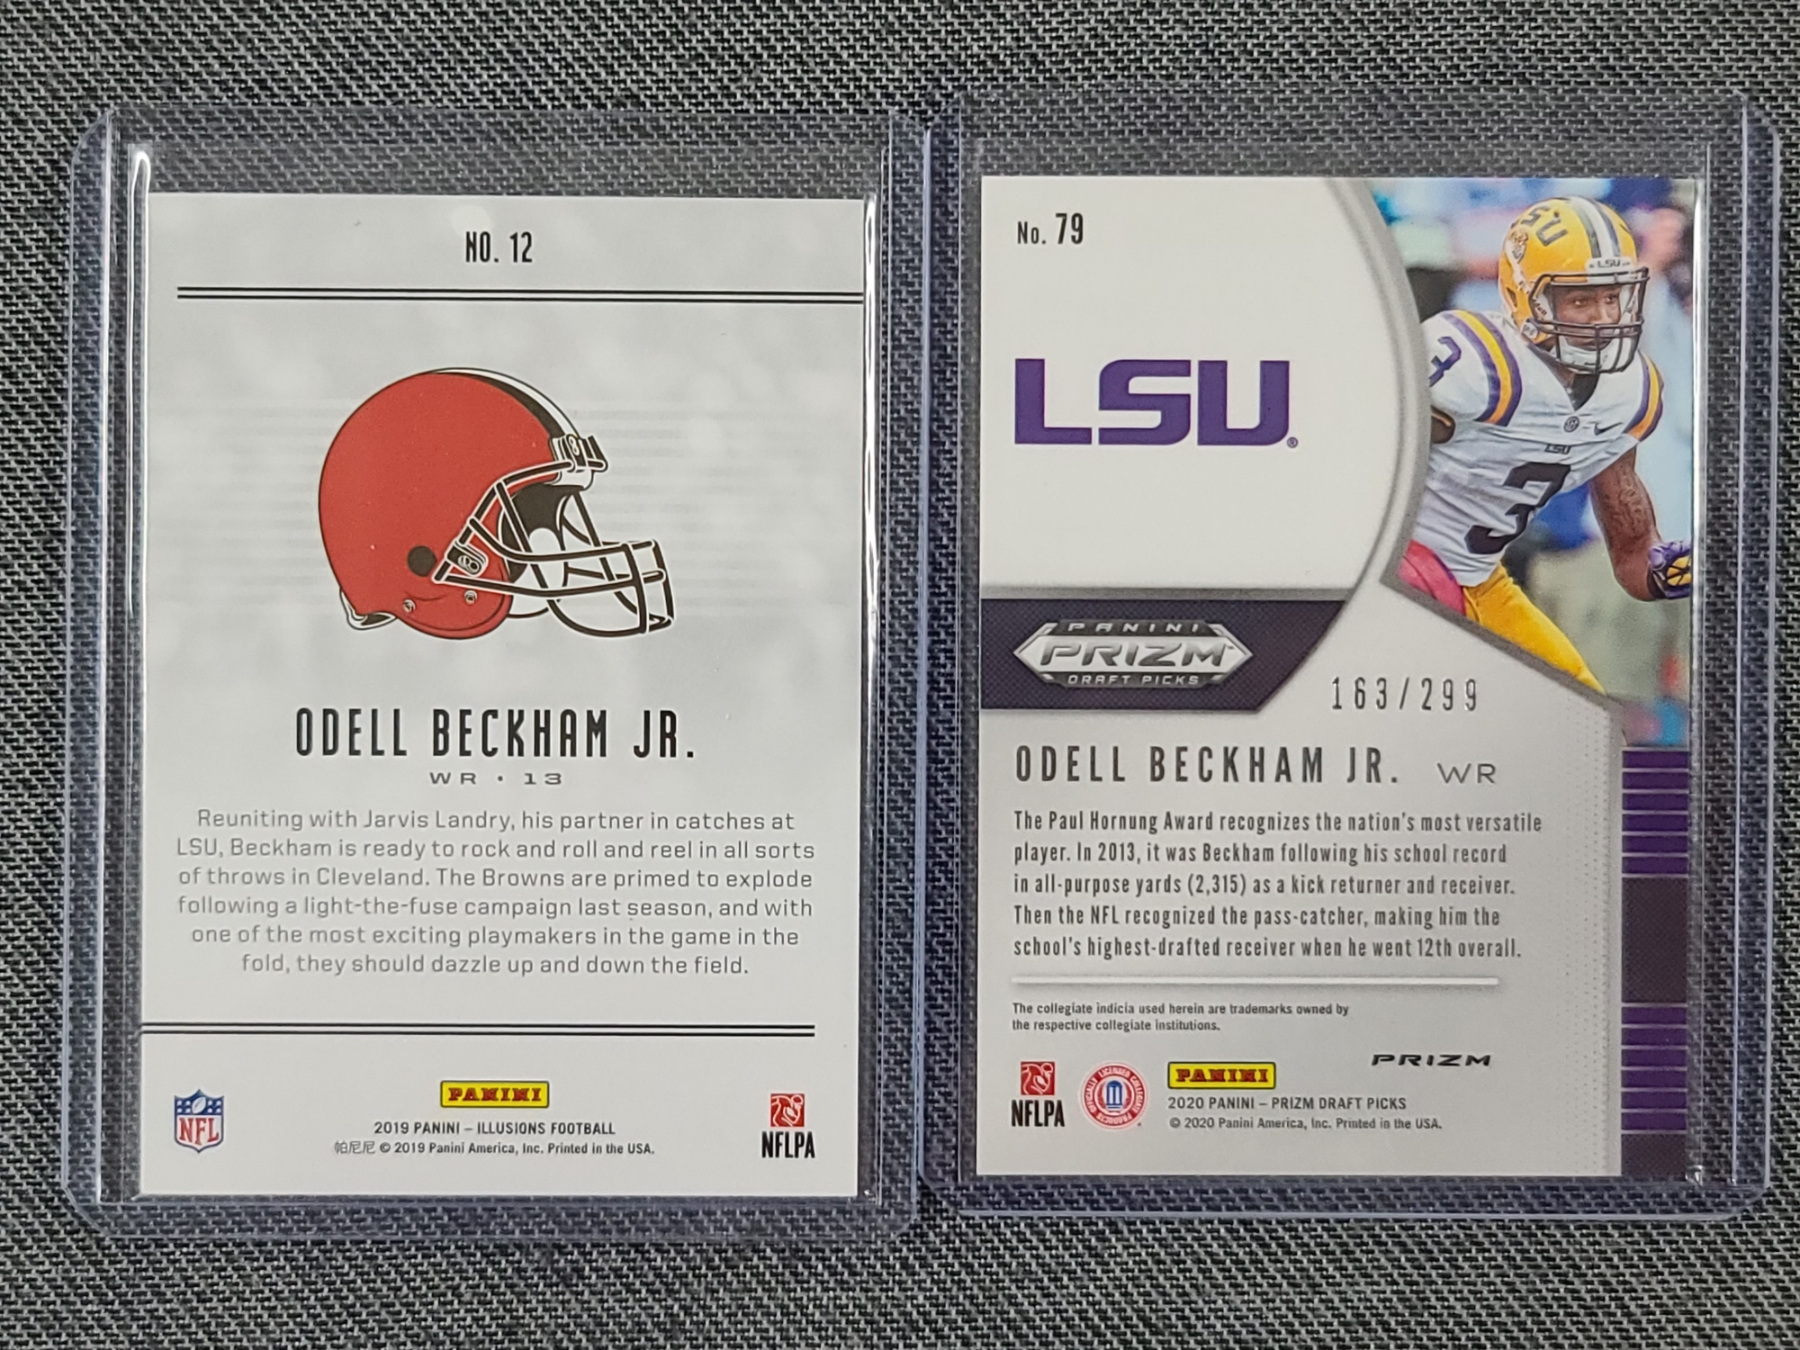 NO. 12
ODELL BECKHAM JR.
WR • 13
Reuniting with Jarvis Landry, his partner in catches at
LSU, Beckham is ready to rock and roll and reel in all sorts
of throws in Cleveland. The Browns are primed to explode
following a light-the-fuse campaign last season, and with
one of the most exciting playmakers in the game in the
fold, they should dazzle up and down the field.
NFL
PANINI
2019 PANINI – ILLUSIONS FOOTBALL
帕尼尼 © 2019 Panini America, Inc. Printed in the USA.
NFLPA
No. 79
LSU
LSU
3
LSU
3
LSU®
PANINI
PRIZM
DRAFT PICKS
163/299
ODELL BECKHAM JR. WR
The Paul Hornung Award recognizes the nation's most versatile
player. In 2013, it was Beckham following his school record
in all-purpose yards (2,315) as a kick returner and receiver.
Then the NFL recognized the pass-catcher, making him the
school's highest-drafted receiver when he went 12th overall.
The collegiate indicia used herein are trademarks owned by
the respective collegiate institutions.
PRIZM
NFLPA
OFFICIALLY LICENSED COLLEGIATE PRODUCTS
PANINI
2020 PANINI – PRIZM DRAFT PICKS
© 2020 Panini America, Inc. Printed in the USA.